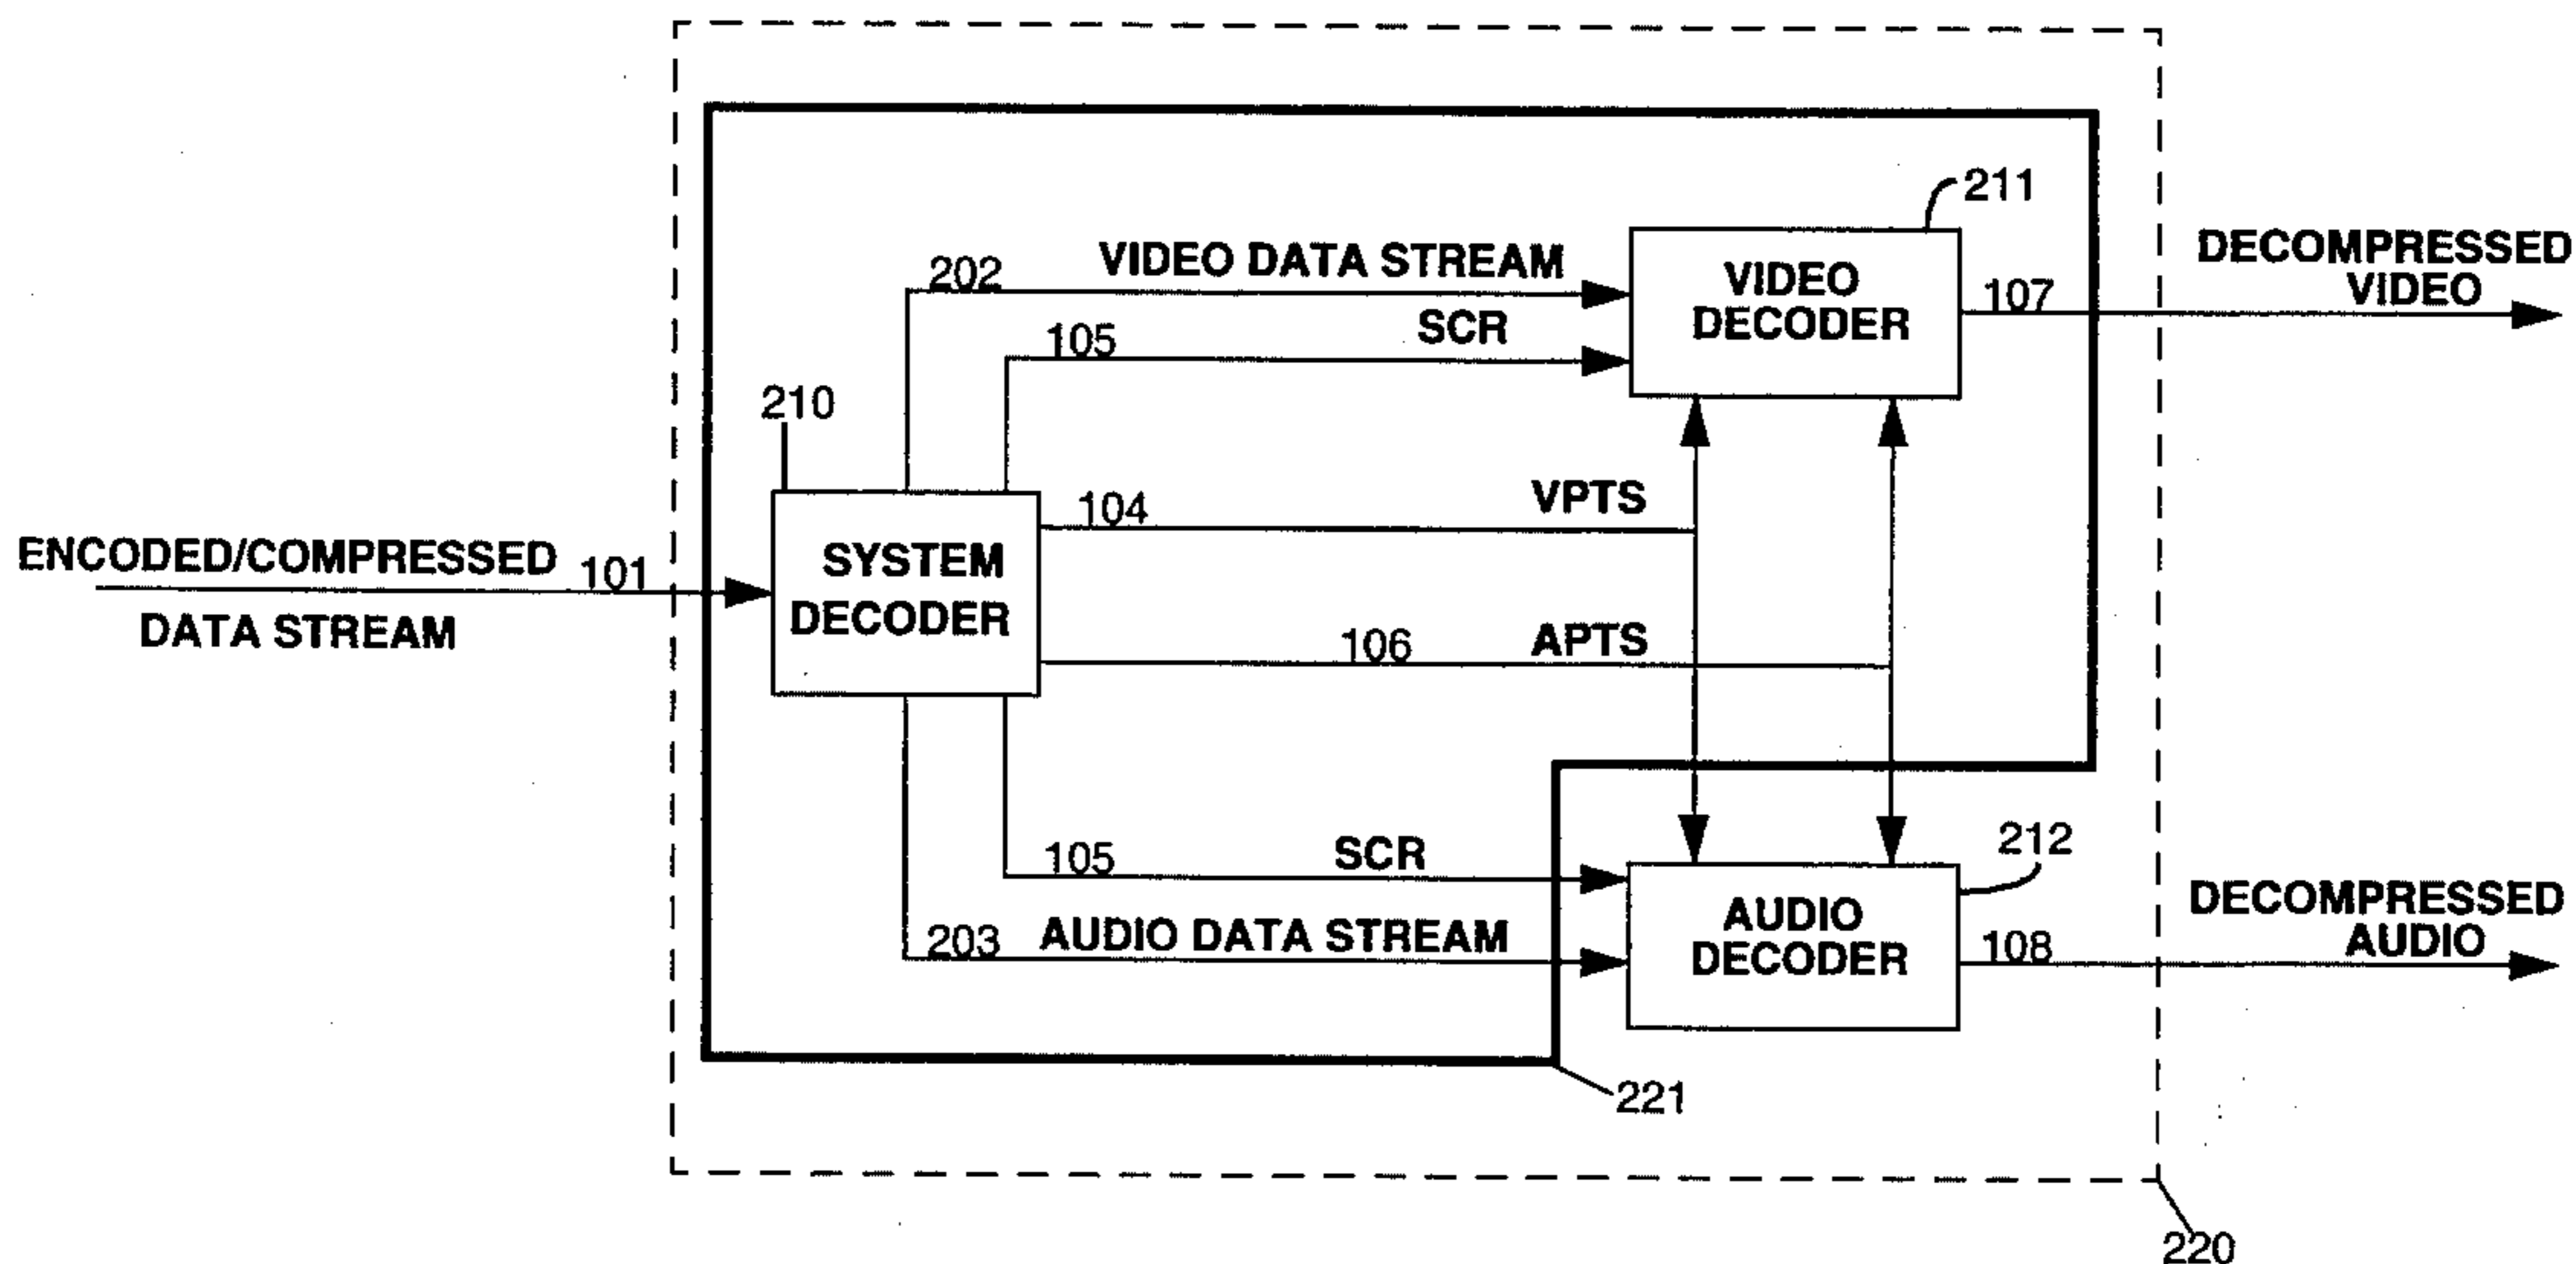 211
DECOMPRESSED
VIDEO
107
VIDEO DATA STREAM
202
VIDEO
DECODER
SCR
105
210
VPTS
104
ENCODED/COMPRESSED
101
DATA STREAM
SYSTEM
DECODER
106
APTS
212
105
SCR
DECOMPRESSED
AUDIO
108
AUDIO
DECODER
203
AUDIO DATA STREAM
221
220